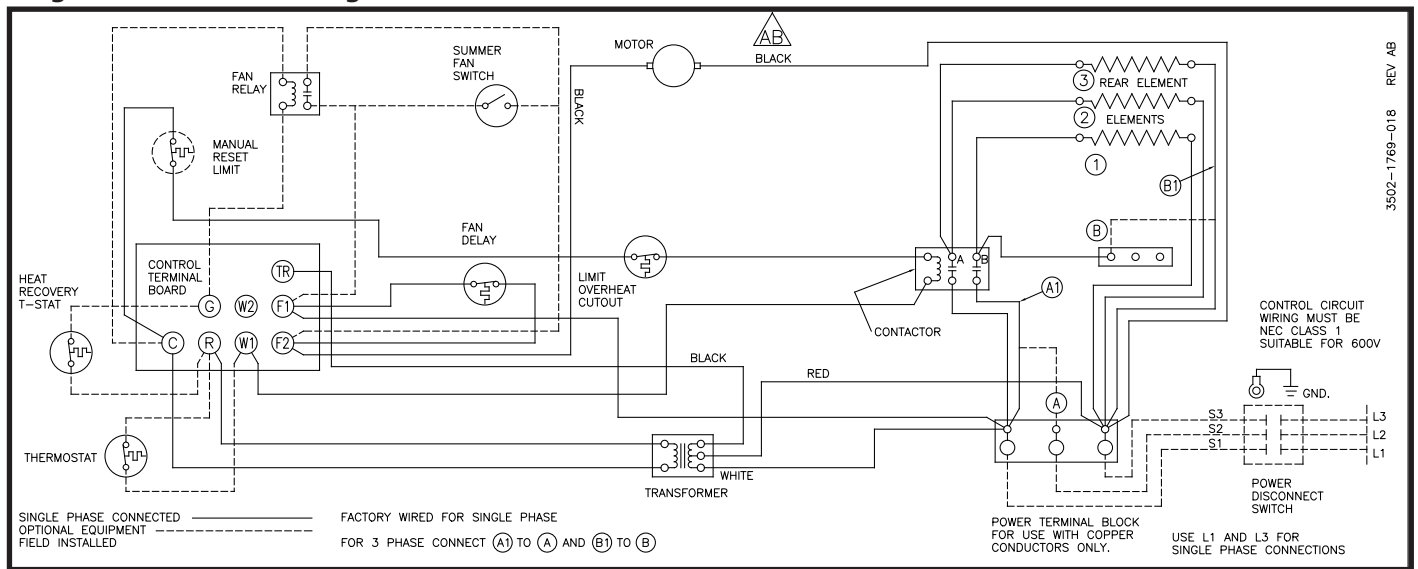 AB
BLACK
MOTOR
SUMMER
FAN
SWITCH
FAN
RELAY
BLACK
3
REAR ELEMENT
2
ELEMENTS
1
B1
B
3502-1769-018 REV AB
MANUAL
RESET
LIMIT
FAN
DELAY
LIMIT
OVERHEAT
CUTOUT
A
B
A1
CONTACTOR
HEAT
RECOVERY
T-STAT
CONTROL
TERMINAL
BOARD
TR
G
W2
F1
C
R
W1
F2
BLACK
RED
WHITE
TRANSFORMER
THERMOSTAT
A
CONTROL CIRCUIT
WIRING MUST BE
NEC CLASS 1
SUITABLE FOR 600V
GND.
S3
S2
S1
L3
L2
L1
POWER
DISCONNECT
SWITCH
SINGLE PHASE CONNECTED
OPTIONAL EQUIPMENT
FIELD INSTALLED
FACTORY WIRED FOR SINGLE PHASE
FOR 3 PHASE CONNECT A1 TO A AND B1 TO B
POWER TERMINAL BLOCK
FOR USE WITH COPPER
CONDUCTORS ONLY.
USE L1 AND L3 FOR
SINGLE PHASE CONNECTIONS